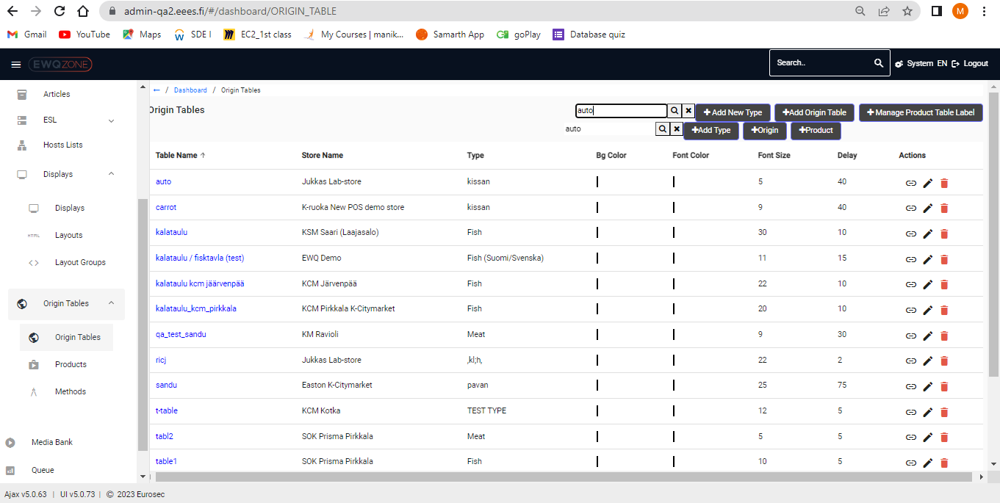 admin-qa2.eees.fi/#/dashboard/ORIGIN_TABLE
M
Gmail YouTube Maps SDE I EC2_1st class My Courses | manik... Samarth App goPlay Database quiz
EWQZONE Search.. System EN Logout
Articles
ESL
Hosts Lists
Displays
Displays
HTML Layouts
Layout Groups
Origin Tables
Origin Tables
Products
Methods
Media Bank
Queue
← / Dashboard / Origin Tables
Origin Tables auto Add New Type Add Origin Table Manage Product Table Label
auto Add Type Origin Product
Table Name ↑ Store Name Type Bg Color Font Color Font Size Delay Actions
auto Jukkas Lab-store kissan 5 40
carrot K-ruoka New POS demo store kissan 9 40
kalataulu KSM Saari (Laajasalo) Fish 30 10
kalataulu / fisktavla (test) EWQ Demo Fish (Suomi/Svenska) 11 15
kalataulu kcm jäärvenpää KCM Järvenpää Fish 22 10
kalataulu_kcm_pirkkala KCM Pirkkala K-Citymarket Fish 20 10
qa_test_sandu KM Ravioli Meat 9 30
ricj Jukkas Lab-store ,kl;h, 22 2
sandu Easton K-Citymarket pavan 25 75
t-table KCM Kotka TEST TYPE 12 5
tabl2 SOK Prisma Pirkkala Meat 5 5
table1 SOK Prisma Pirkkala Fish 10 5
Ajax v5.0.63 | UI v5.0.73 | © 2023 Eurosec